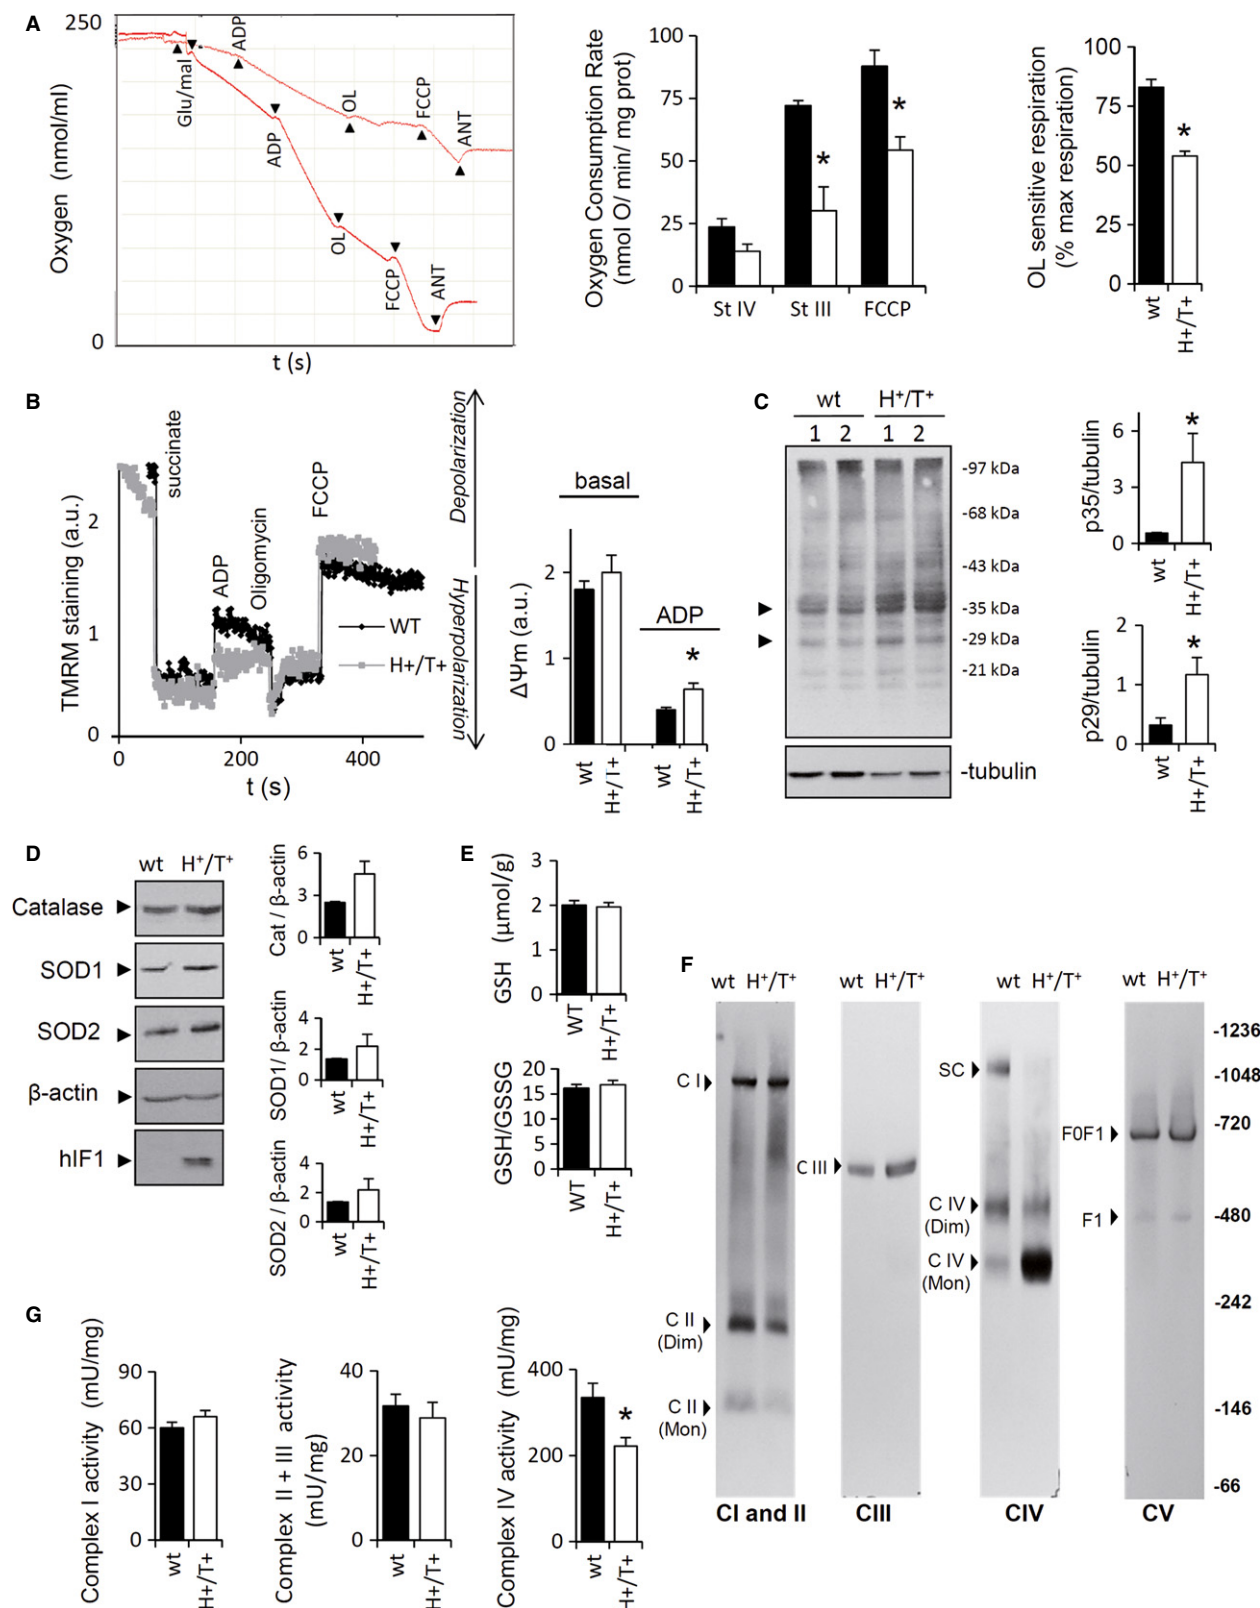 A
250
0
Oxygen (nmol/ml)
t (s)
Glu/mal
ADP
OL
FCCP
ANT
ADP
OL
FCCP
ANT
Oxygen Consumption Rate
(nmol O/ min/ mg prot)
100
75
50
25
0
*
*
St IV
St III
FCCP
OL sensitive respiration
(% max respiration)
100
75
50
25
0
*
wt
H+/T+
B
TMRM staining (a.u.)
2
1
0
0
200
400
t (s)
succinate
ADP
Oligomycin
FCCP
WT
H+/T+
Depolarization
Hyperpolarization
ΔΨm (a.u.)
2
1
0
basal
ADP
*
wt
H+/T+
wt
H+/T+
C
wt
H⁺/T⁺
1 2 1 2
-97 kDa
-68 kDa
-43 kDa
-35 kDa
-29 kDa
-21 kDa
-tubulin
p35/tubulin
6
3
0
*
wt
H+/T+
p29/tubulin
2
1
0
*
wt
H+/T+
D
wt H⁺/T⁺
Catalase
SOD1
SOD2
β-actin
hIF1
Cat / β-actin
6
3
0
wt
H+/T+
SOD1/ β-actin
4
2
0
wt
H+/T+
SOD2 / β-actin
4
2
0
wt
H+/T+
E
GSH (µmol/g)
3
2
1
0
WT
H+/T+
GSH/GSSG
20
15
10
5
0
WT
H+/T+
F
wt H⁺/T⁺
wt H⁺/T⁺
wt H⁺/T⁺
wt H⁺/T⁺
C I
C II
(Dim)
C II
(Mon)
C III
SC
C IV
(Dim)
C IV
(Mon)
F0F1
F1
-1236
-1048
-720
-480
-242
-146
-66
CI and II
CIII
CIV
CV
G
Complex I activity (mU/mg)
90
60
30
0
wt
H+/T+
Complex II + III activity
(mU/mg)
40
20
0
wt
H+/T+
Complex IV activity (mU/mg)
400
200
0
*
wt
H+/T+